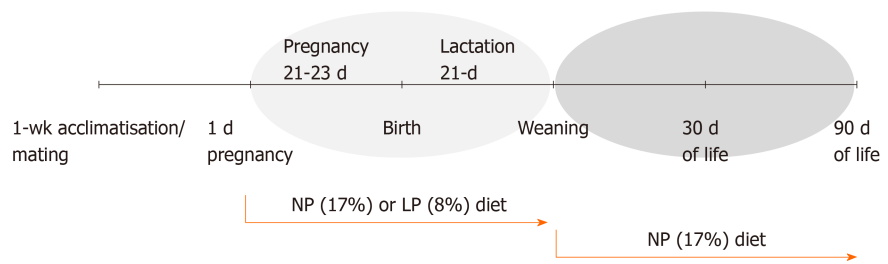 Pregnancy
21-23 d
Lactation
21-d
1-wk acclimatisation/
mating
1 d
pregnancy
Birth
Weaning
30 d
of life
90 d
of life
NP (17%) or LP (8%) diet
NP (17%) diet